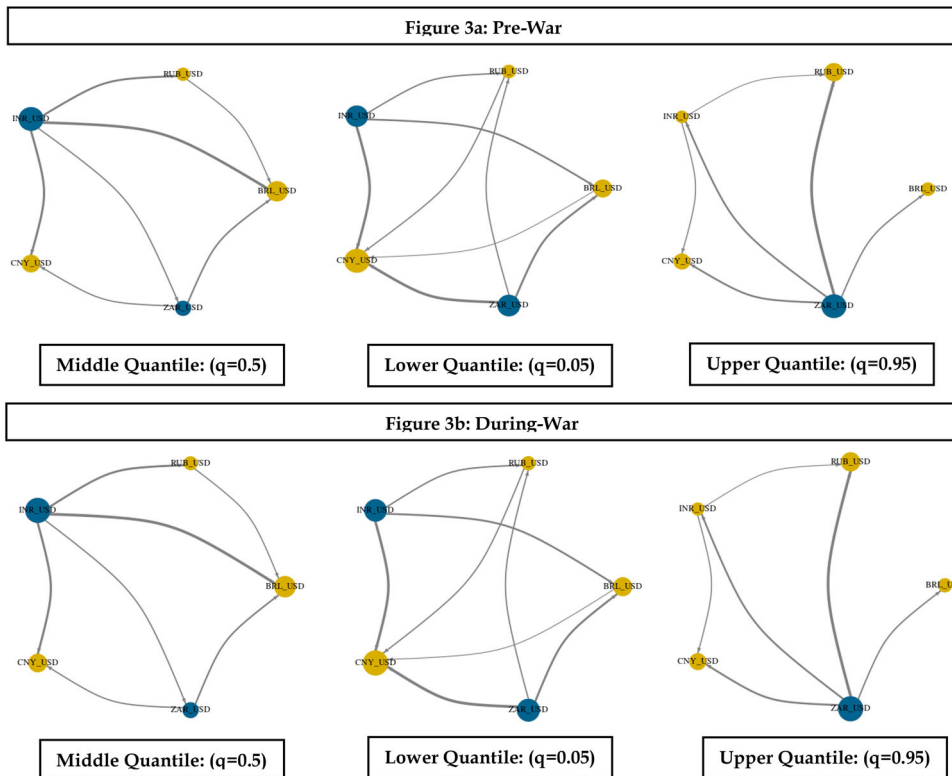 Figure 3a: Pre-War
RUB_USD
INR_USD
BRL_USD
CNY_USD
ZAR_USD
RUB_USD
INR_USD
BRL_USD
CNY_USD
ZAR_USD
RUB_USD
INR_USD
BRL_USD
CNY_USD
ZAR_USD
Middle Quantile: (q=0.5)
Lower Quantile: (q=0.05)
Upper Quantile: (q=0.95)
Figure 3b: During-War
RUB_USD
INR_USD
BRL_USD
CNY_USD
ZAR_USD
RUB_USD
INR_USD
BRL_USD
CNY_USD
ZAR_USD
RUB_USD
INR_USD
BRL_US
CNY_USD
ZAR_USD
Middle Quantile: (q=0.5)
Lower Quantile: (q=0.05)
Upper Quantile: (q=0.95)